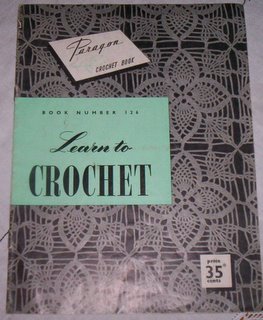 Paragon
CROCHET BOOK
BOOK NUMBER 126
Learn to
CROCHET
price
35
cents